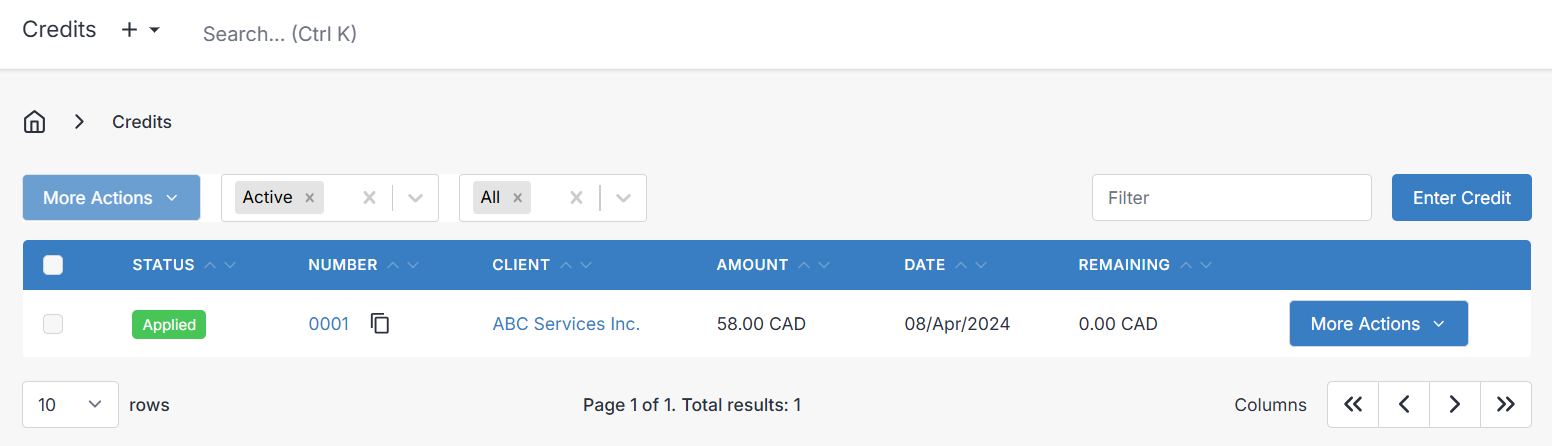 Credits Search... (Ctrl K)
Credits
More Actions Active All Filter Enter Credit
STATUS NUMBER CLIENT AMOUNT DATE REMAINING
Applied 0001 ABC Services Inc. 58.00 CAD 08/Apr/2024 0.00 CAD More Actions
10 rows Page 1 of 1. Total results: 1 Columns